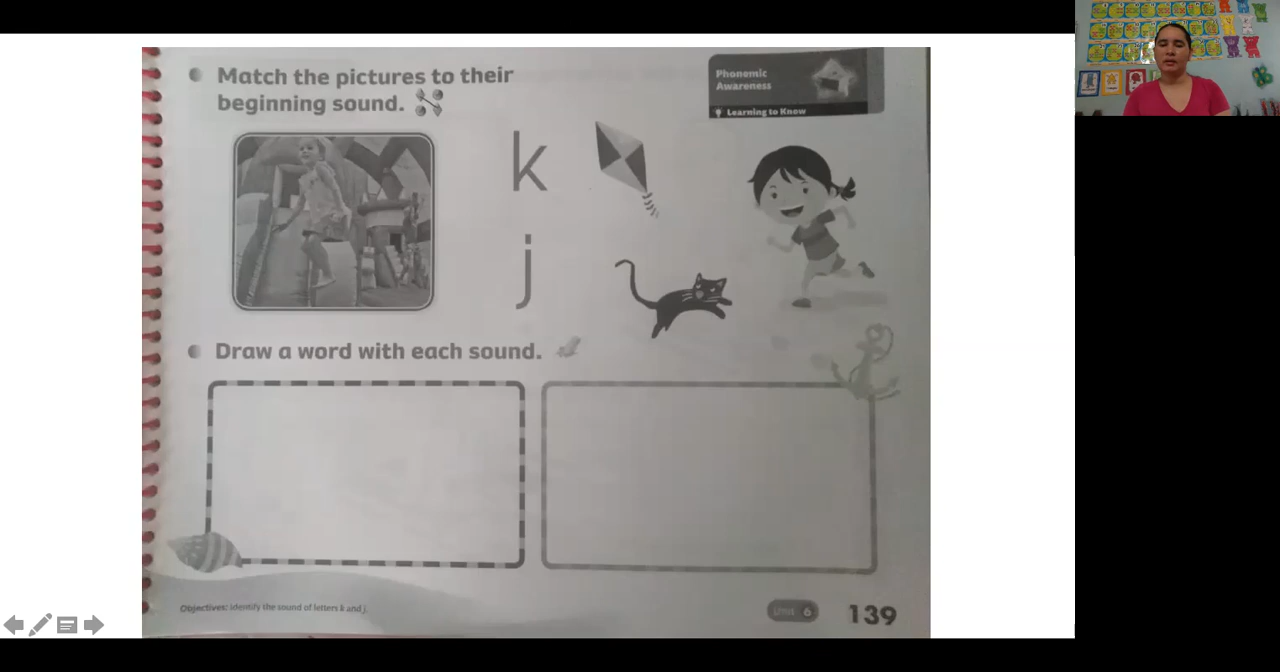 Match the pictures to their
beginning sound.
Phonemic
Awareness
Learning to Know
k
j
Draw a word with each sound.
Objectives: Identify the sound of letters k and j.
Unit 6
139